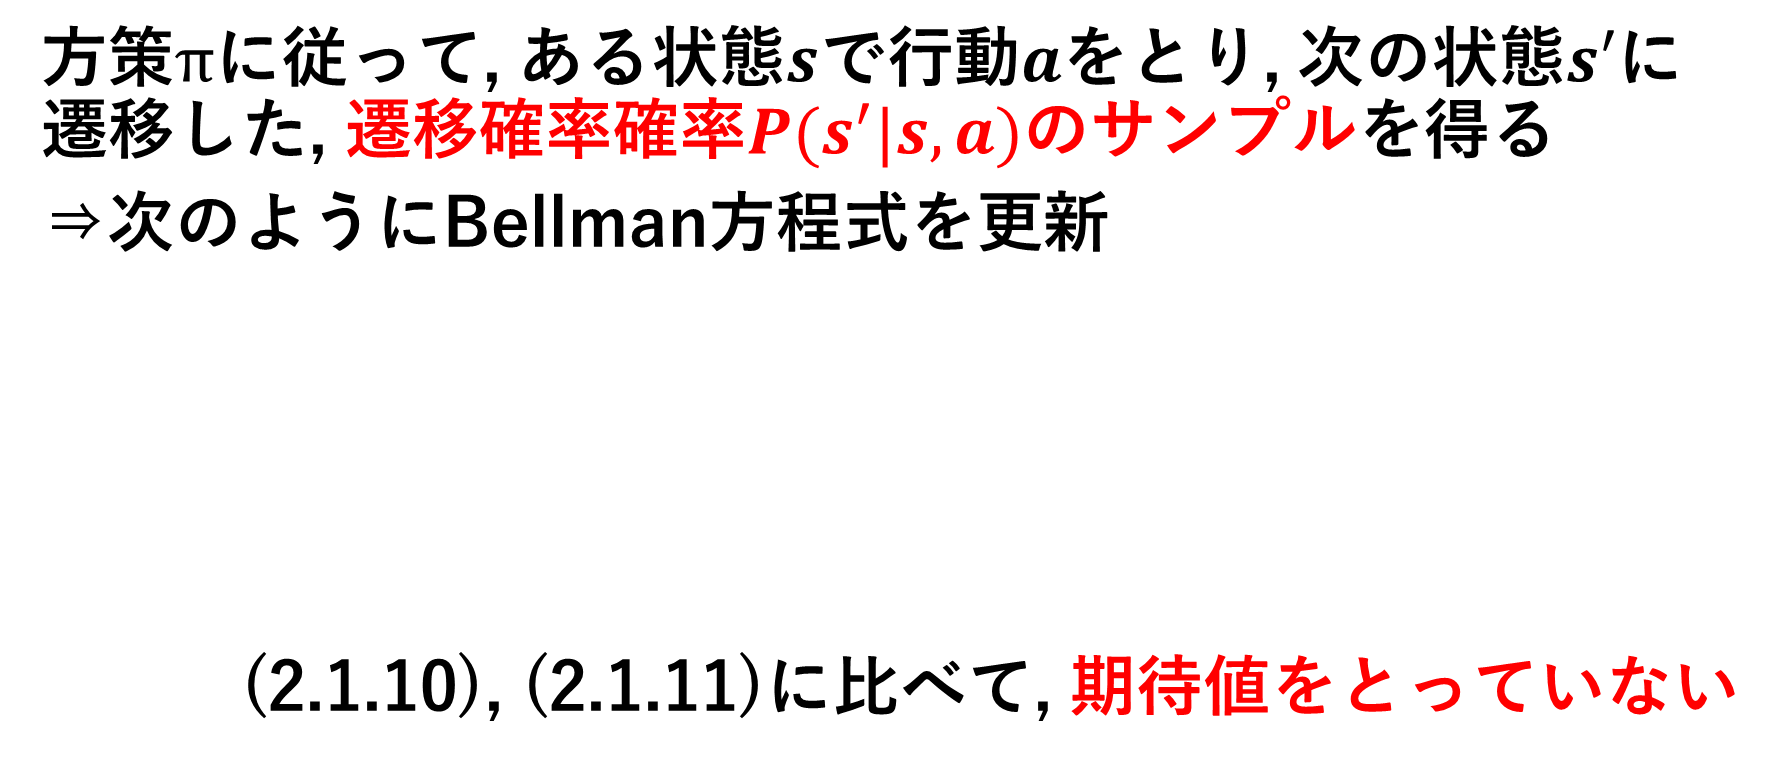 方策πに従って, ある状態sで行動aをとり, 次の状態s′に
遷移した, 遷移確率確率P(s′|s, a)のサンプルを得る
⇒次のようにBellman方程式を更新
(2.1.10), (2.1.11)に比べて, 期待値をとっていない